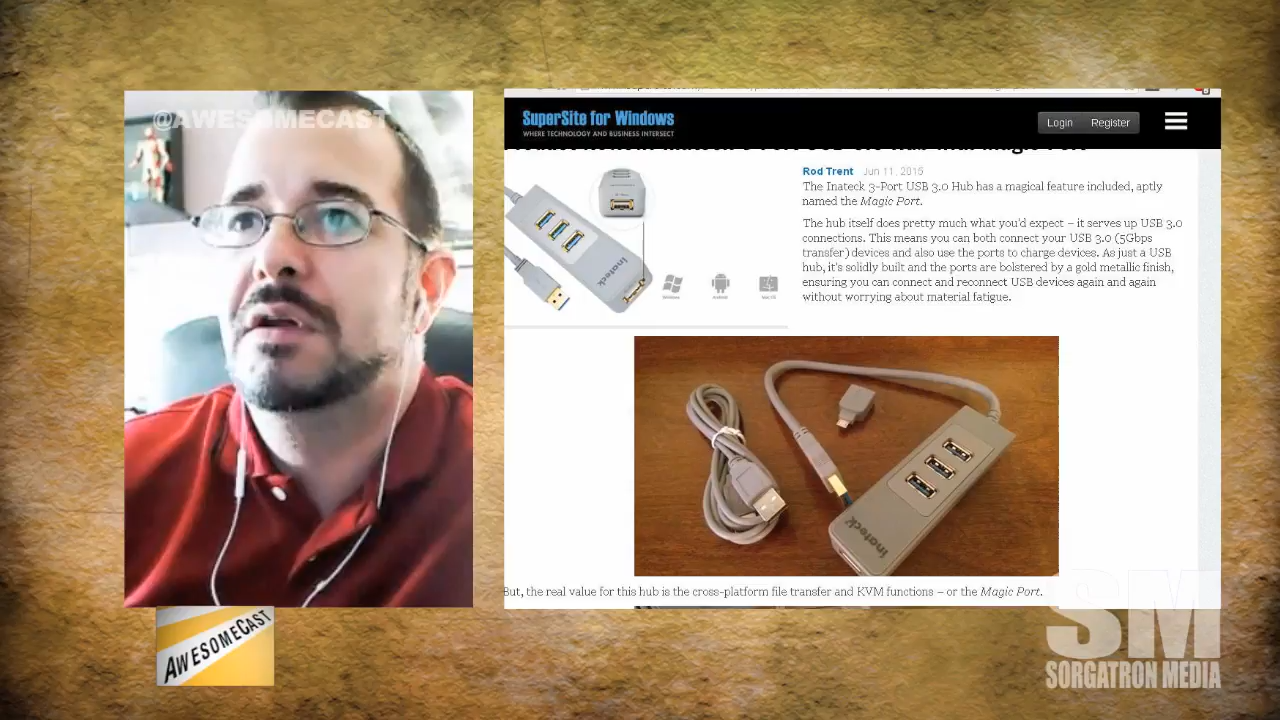 @AWESOMECAST
SuperSite for Windows
WHERE TECHNOLOGY AND BUSINESS INTERSECT
Login Register
Rod Trent Jun 11, 2015
The Inateck 3-Port USB 3.0 Hub has a magical feature included, aptly
named the Magic Port.
The hub itself does pretty much what you'd expect – it serves up USB 3.0
connections. This means you can both connect your USB 3.0 (5Gbps
transfer) devices and also use the ports to charge devices. As just a USB
hub, it's solidly built and the ports are bolstered by a gold metallic finish,
ensuring you can connect and reconnect USB devices again and again
without worrying about material fatigue.
inateck
Windows
Android
Mac OS
inateck
But, the real value for this hub is the cross-platform file transfer and KVM functions – or the Magic Port.
AWESOMECAST
SM
SORGATRON MEDIA